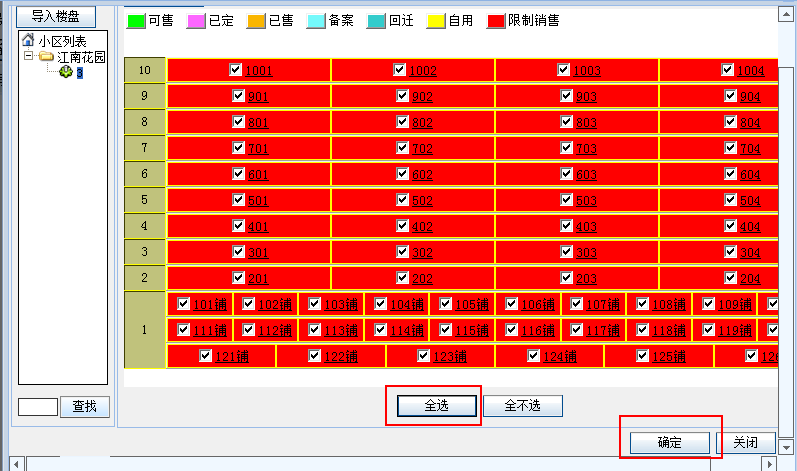 导入楼盘
可售 已定 已售 备案 回迁 自用 限制销售
小区列表
江南花园
3
10 1001 1002 1003 1004
9 901 902 903 904
8 801 802 803 804
7 701 702 703 704
6 601 602 603 604
5 501 502 503 504
4 401 402 403 404
3 301 302 303 304
2 201 202 203 204
1
101铺 102铺 103铺 104铺 105铺 106铺 107铺 108铺 109铺
111铺 112铺 113铺 114铺 115铺 116铺 117铺 118铺 119铺
121铺 122铺 123铺 124铺 125铺
查找
全选 全不选
确定 关闭